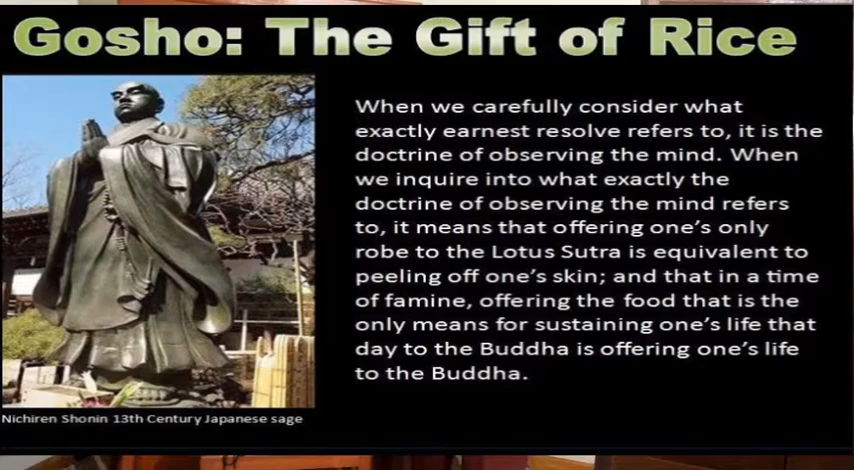 Gosho: The Gift of Rice
When we carefully consider what
exactly earnest resolve refers to, it is the
doctrine of observing the mind. When
we inquire into what exactly the
doctrine of observing the mind refers
to, it means that offering one's only
robe to the Lotus Sutra is equivalent to
peeling off one's skin; and that in a time
of famine, offering the food that is the
only means for sustaining one's life that
day to the Buddha is offering one's life
to the Buddha.
Nichiren Shonin 13th Century Japanese sage